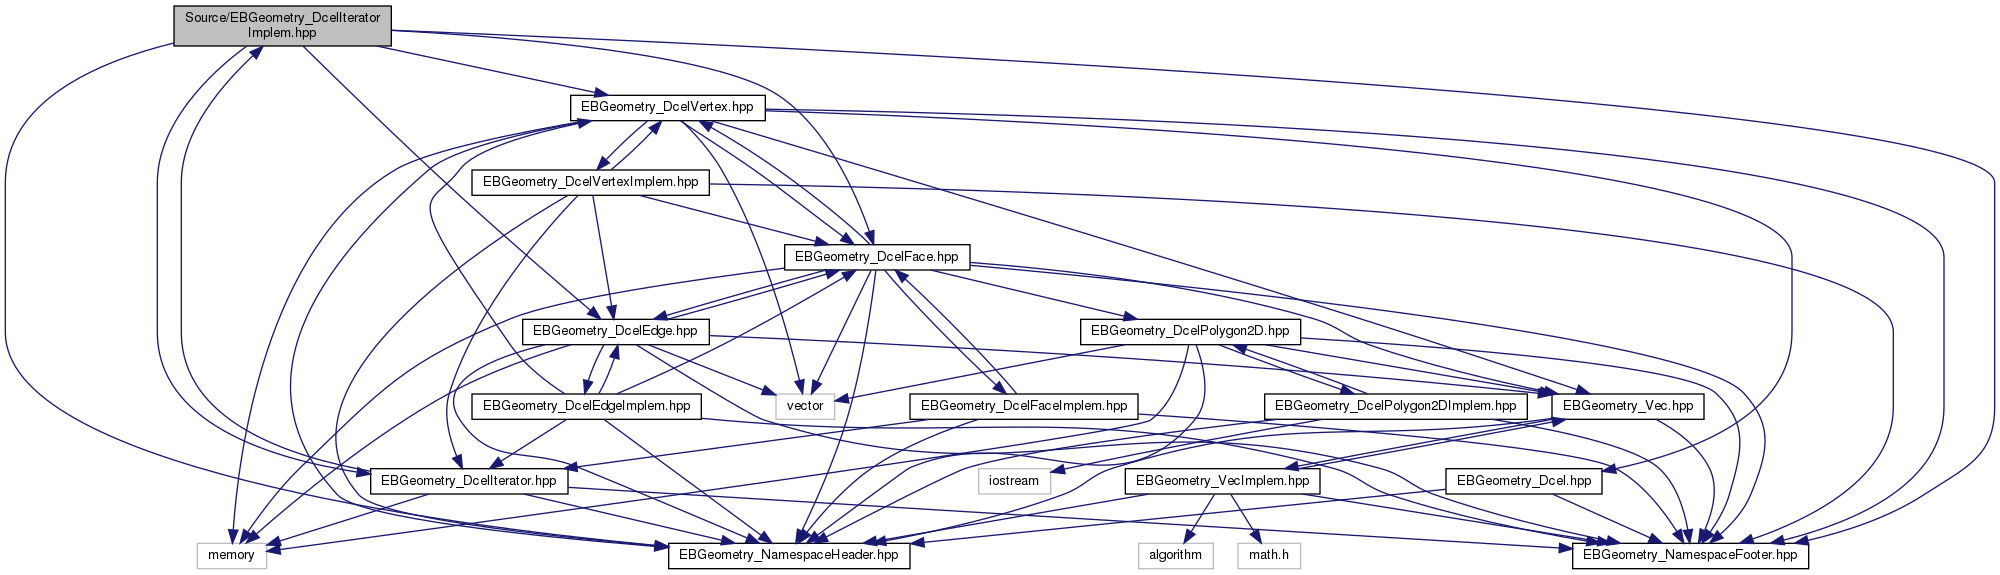 Source/EBGeometry_DcelIterator
Implem.hpp
EBGeometry_DcelVertex.hpp
EBGeometry_DcelVertexImplem.hpp
EBGeometry_DcelFace.hpp
EBGeometry_DcelEdge.hpp
EBGeometry_DcelPolygon2D.hpp
EBGeometry_DcelEdgeImplem.hpp
vector
EBGeometry_DcelFaceImplem.hpp
EBGeometry_DcelPolygon2DImplem.hpp
EBGeometry_Vec.hpp
EBGeometry_DcelIterator.hpp
iostream
EBGeometry_VecImplem.hpp
EBGeometry_Dcel.hpp
memory
EBGeometry_NamespaceHeader.hpp
algorithm
math.h
EBGeometry_NamespaceFooter.hpp